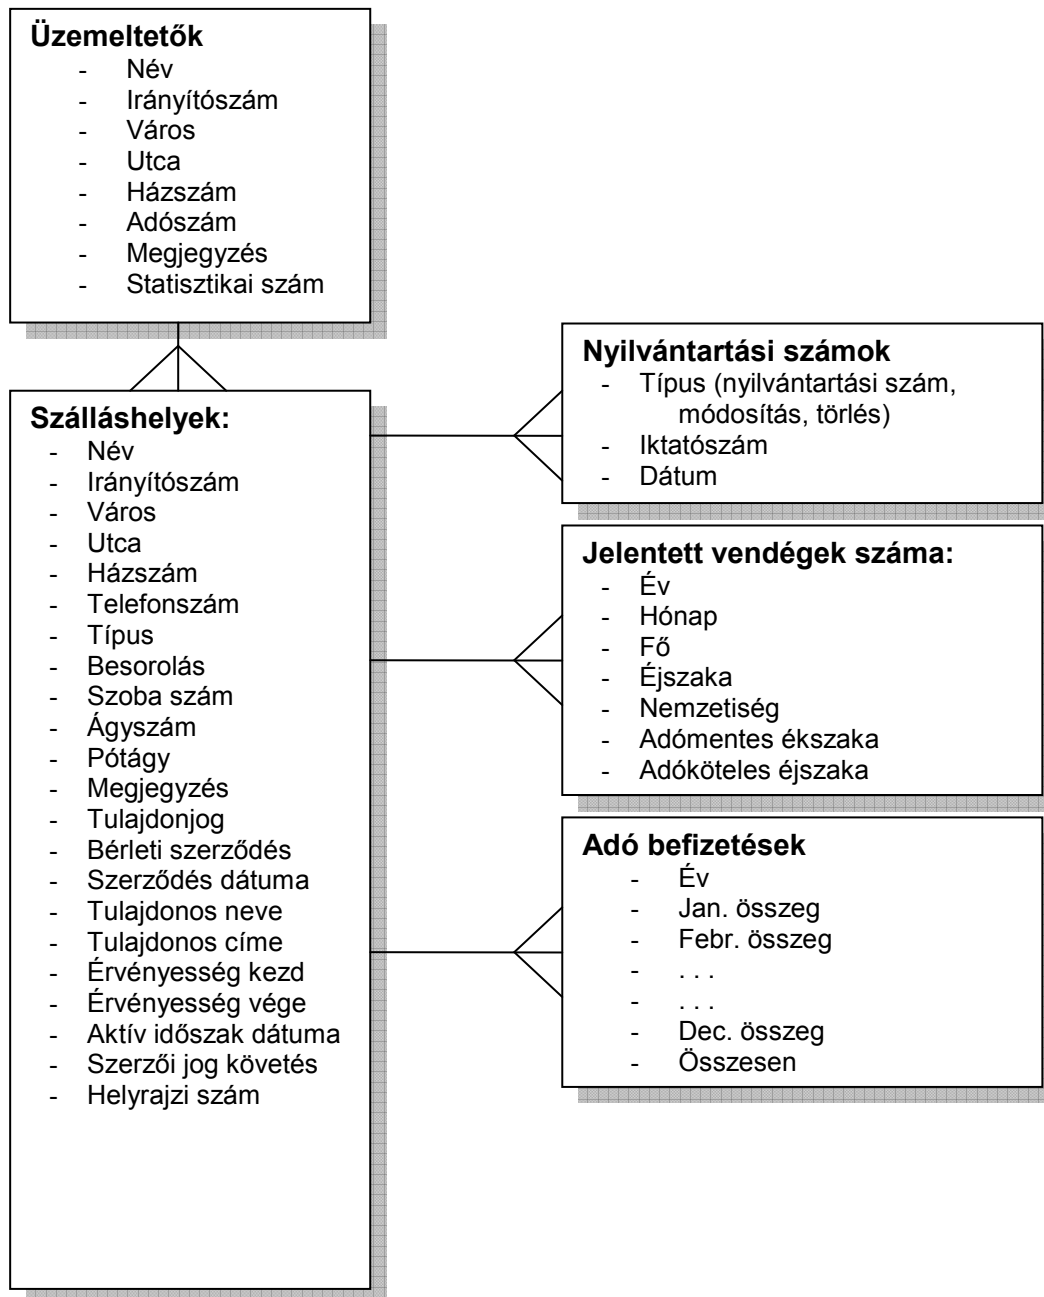 Üzemeltetők
- Név
- Irányítószám
- Város
- Utca
- Házszám
- Adószám
- Megjegyzés
- Statisztikai szám
Szálláshelyek:
- Név
- Irányítószám
- Város
- Utca
- Házszám
- Telefonszám
- Típus
- Besorolás
- Szoba szám
- Ágyszám
- Pótágy
- Megjegyzés
- Tulajdonjog
- Bérleti szerződés
- Szerződés dátuma
- Tulajdonos neve
- Tulajdonos címe
- Érvényesség kezd
- Érvényesség vége
- Aktív időszak dátuma
- Szerzői jog követés
- Helyrajzi szám
Nyilvántartási számok
- Típus (nyilvántartási szám,
módosítás, törlés)
- Iktatószám
- Dátum
Jelentett vendégek száma:
- Év
- Hónap
- Fő
- Éjszaka
- Nemzetiség
- Adómentes ékszaka
- Adóköteles éjszaka
Adó befizetések
- Év
- Jan. összeg
- Febr. összeg
- . . .
- . . .
- Dec. összeg
- Összesen